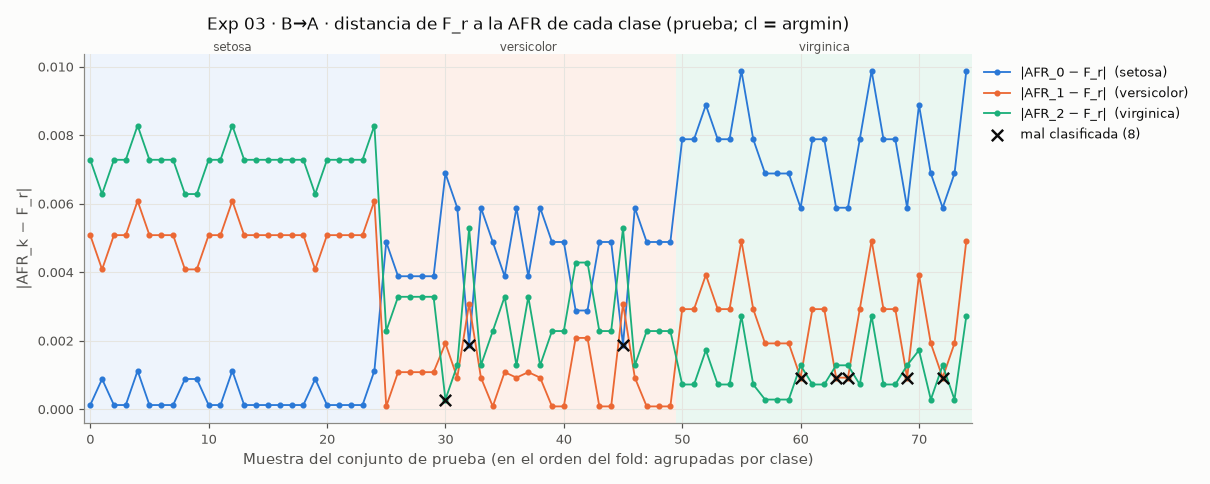 Exp 03 · B→A · distancia de F_r a la AFR de cada clase (prueba; cl = argmin)
setosa
versicolor
virginica
|AFR_k − F_r|
0.010
0.008
0.006
0.004
0.002
0.000
0
10
20
30
40
50
60
70
Muestra del conjunto de prueba (en el orden del fold: agrupadas por clase)
|AFR_0 − F_r| (setosa)
|AFR_1 − F_r| (versicolor)
|AFR_2 − F_r| (virginica)
mal clasificada (8)